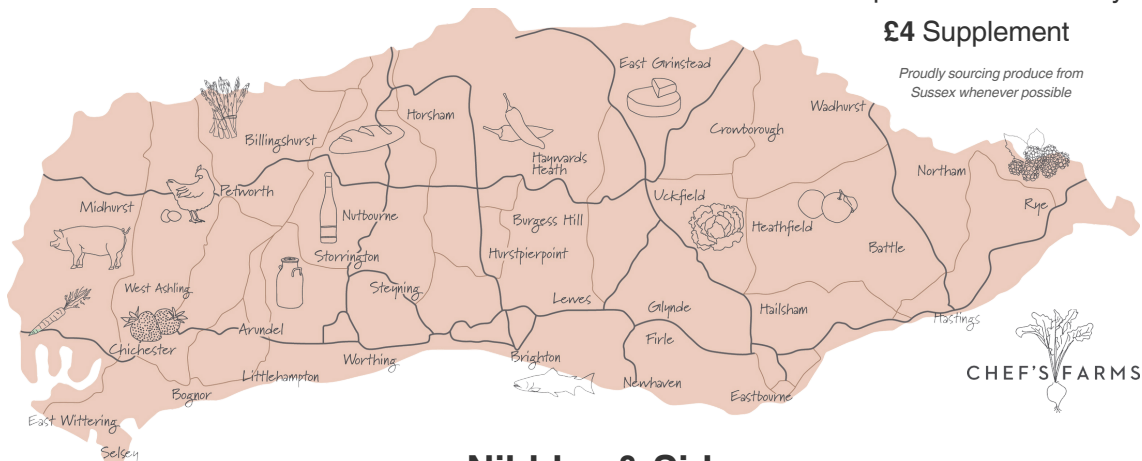 £4 Supplement
Proudly sourcing produce from
Sussex whenever possible
East Grinstead
Wadhurst
Horsham
Crowborough
Billingshurst
Haywards
Heath
Northam
Petworth
Uckfield
Midhurst
Nutbourne
Burgess Hill
Heathfield
Rye
Battle
Hurstpierpoint
Storrington
West Ashling
Steyning
Lewes
Glynde
Hailsham
Hastings
Arundel
Firle
Chichester
Worthing
Brighton
CHEF'S FARMS
Littlehampton
Newhaven
Bognor
Eastbourne
East Wittering
Selsey